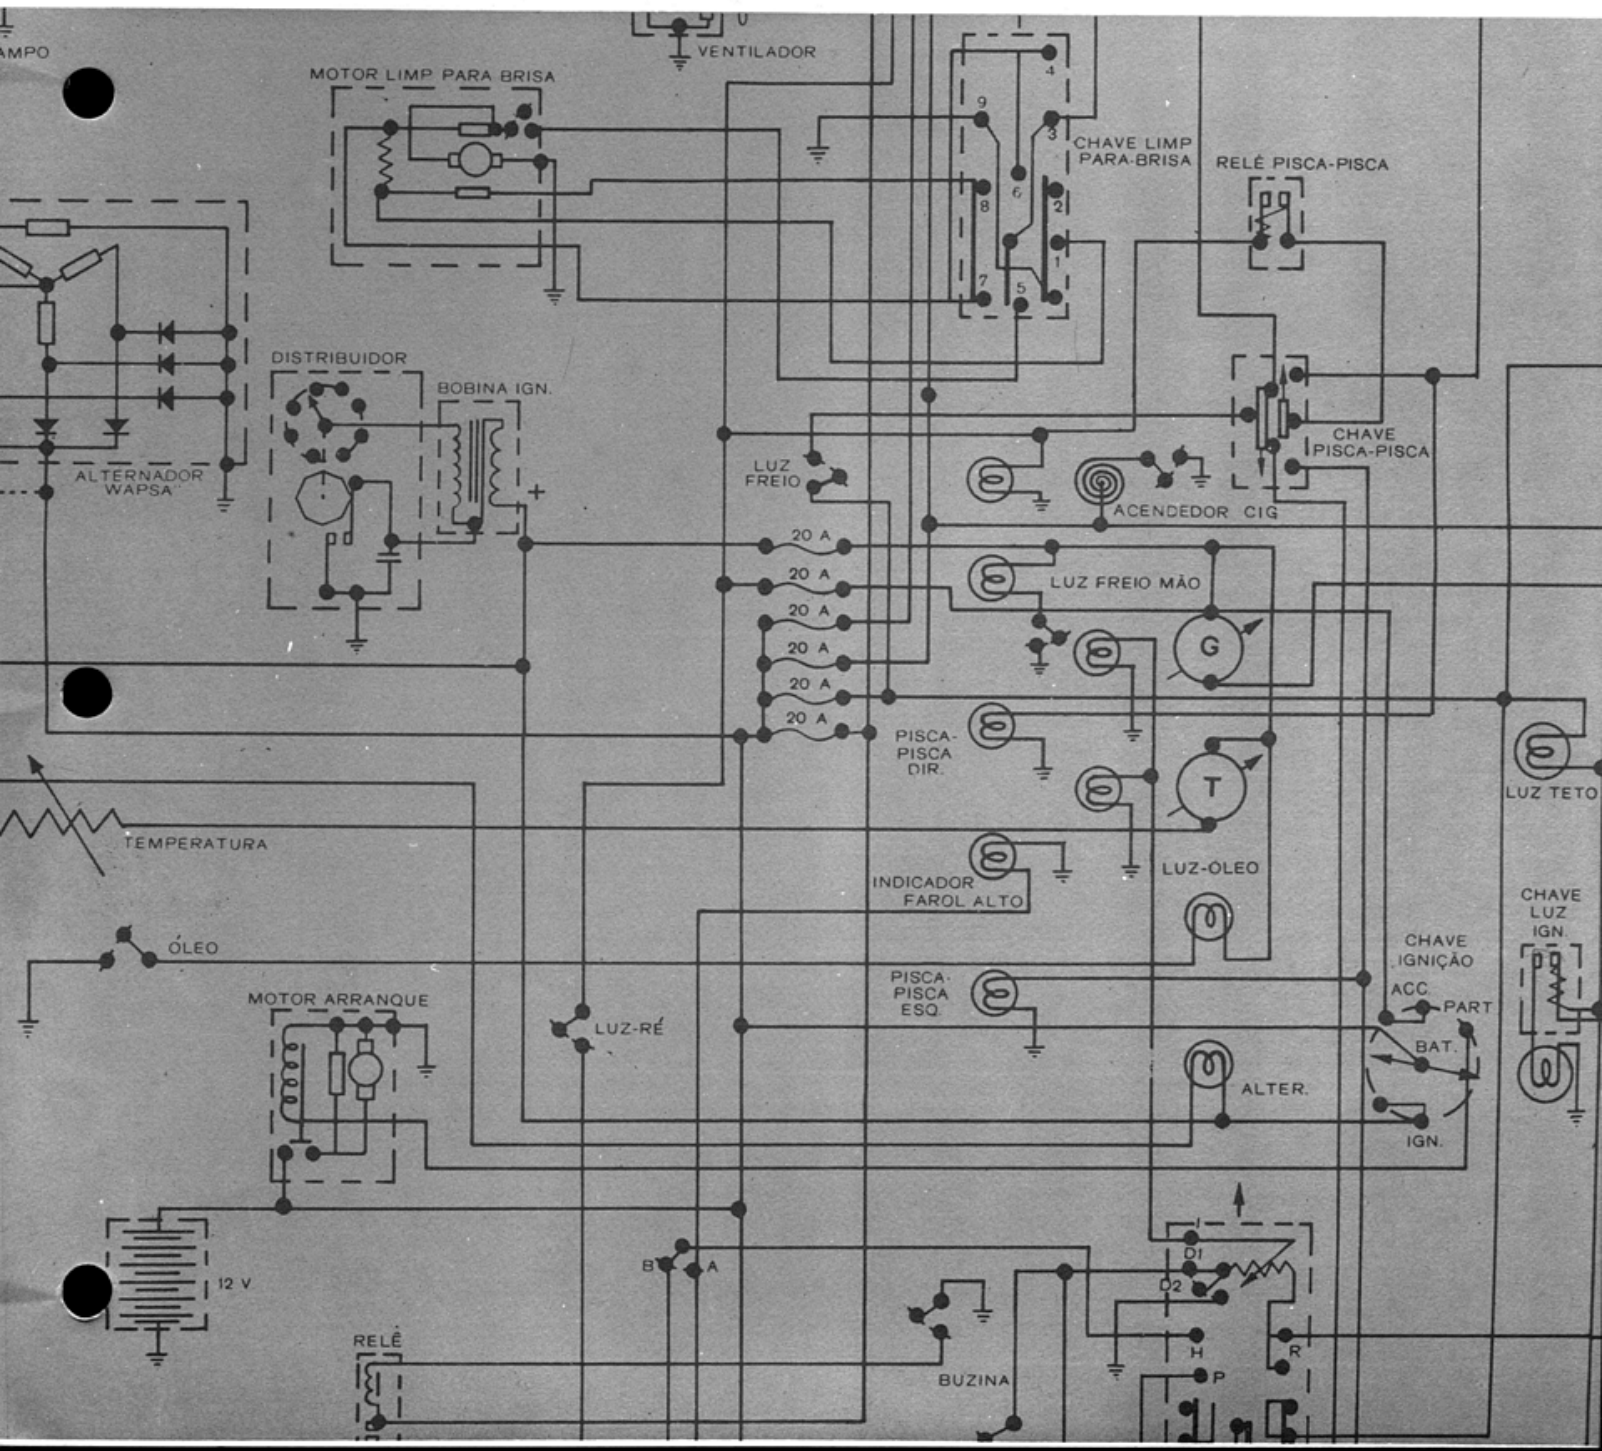 AMPO
VENTILADOR
MOTOR LIMP PARA BRISA
4
9
3
CHAVE LIMP
PARA-BRISA
RELÉ PISCA-PISCA
6
8
2
1
7
5
DISTRIBUIDOR
BOBINA IGN.
+
ALTERNADOR
WAPSA"
LUZ
FREIO
CHAVE
PISCA-PISCA
ACENDEDOR CIG
20 A
20 A
20 A
20 A
20 A
20 A
LUZ FREIO MÃO
G
PISCA-
PISCA
DIR.
T
LUZ TETO
TEMPERATURA
LUZ-ÓLEO
INDICADOR
FAROL ALTO
CHAVE
LUZ
IGN.
ÓLEO
CHAVE
IGNIÇÃO
PISCA-
PISCA
ESQ.
ACC.
PART
MOTOR ARRANQUE
LUZ-RÉ
BAT.
ALTER.
IGN.
I
D1
B
A
D2
12 V
RELÊ
H
R
BUZINA
P